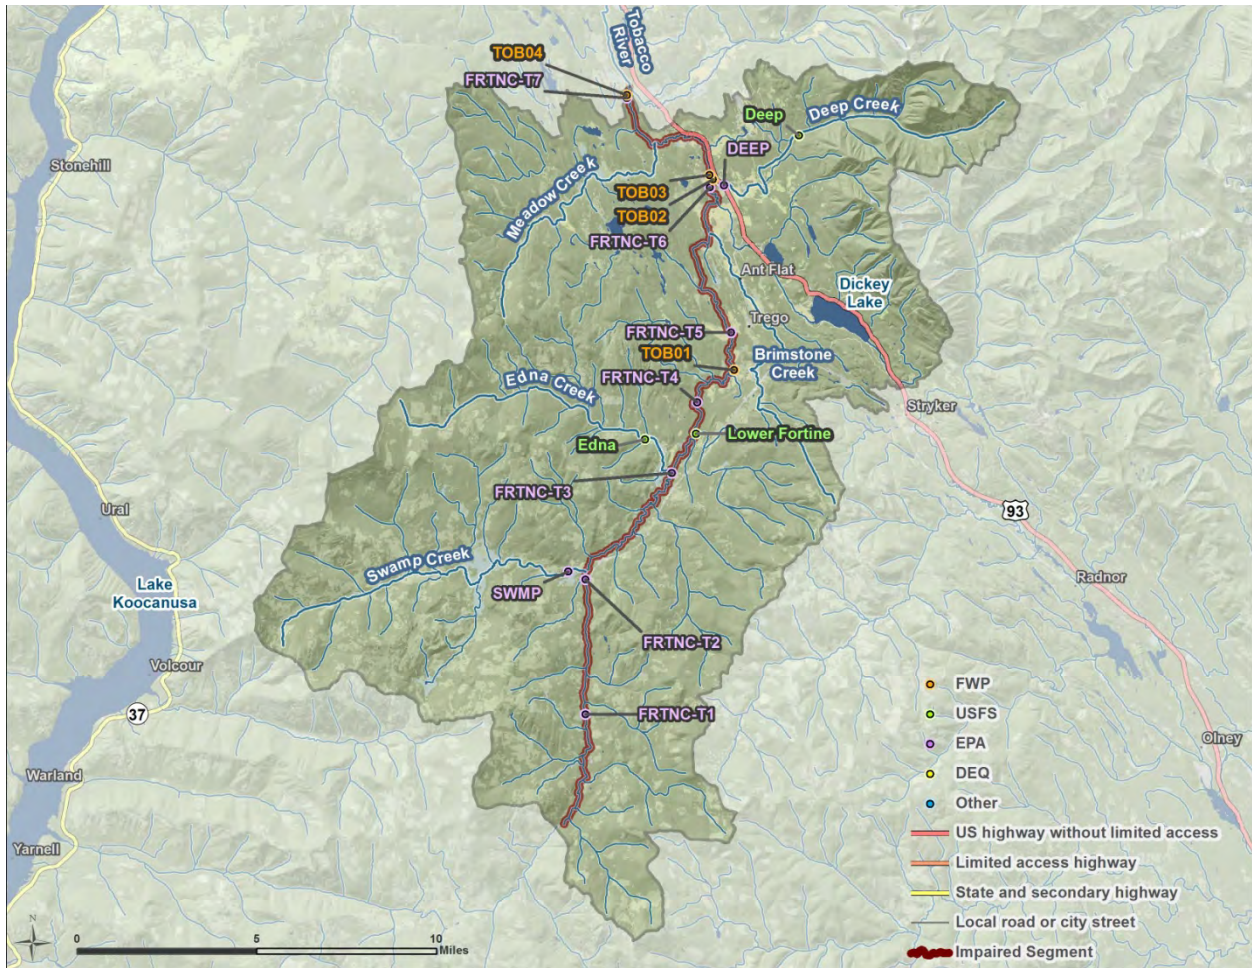 Tobacco
River
TOB04
FRTNC-T7
Deep
Deep Creek
DEEP
Stonehill
Meadow Creek
TOB03
TOB02
FRTNC-T6
Ant Flat
Dickey
Lake
Trego
FRTNC-T5
TOB01
Brimstone
Creek
FRTNC-T4
Edna Creek
Stryker
Lower Fortine
Edna
FRTNC-T3
Ural
93
Swamp Creek
Radnor
Lake
Koocanusa
SWMP
FRTNC-T2
Volcour
37
FRTNC-T1
Olney
Warland
Yarnell
FWP
USFS
EPA
DEQ
Other
US highway without limited access
Limited access highway
State and secondary highway
Local road or city street
Impaired Segment
N
0 5 10
Miles